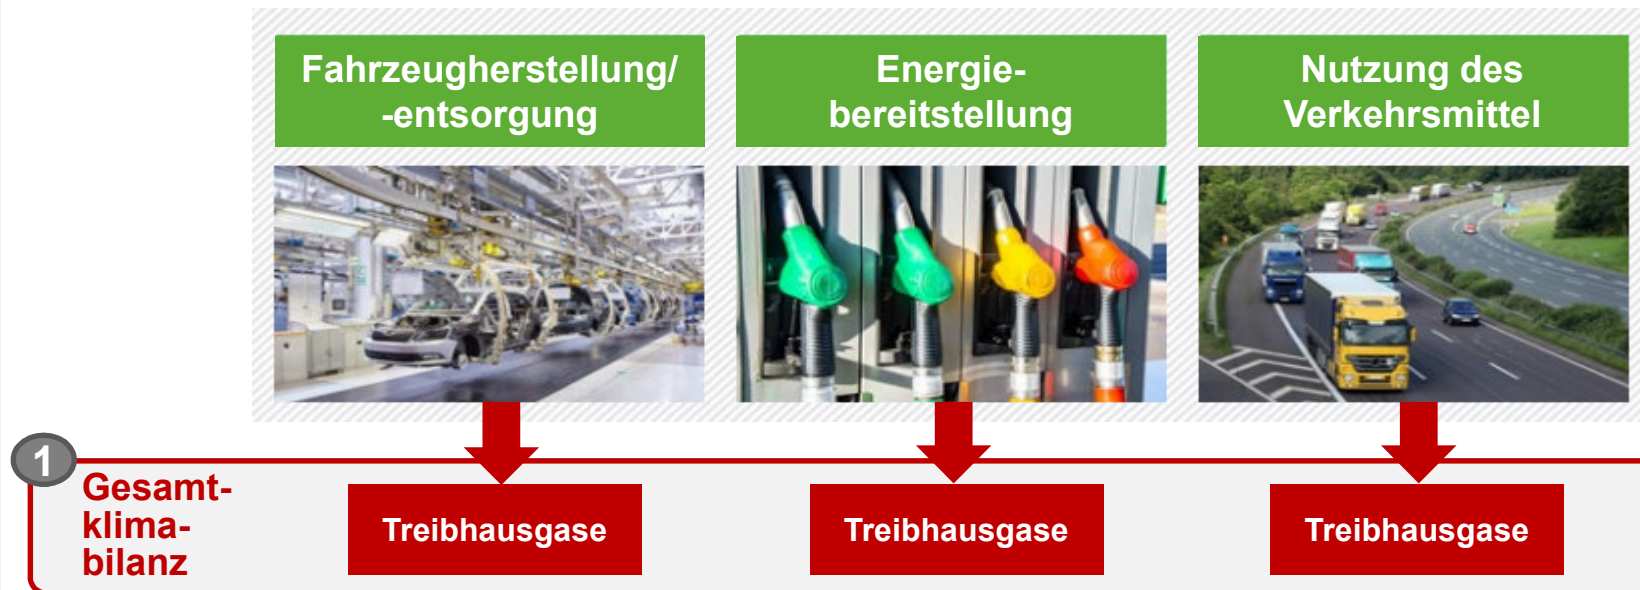 Fahrzeugherstellung/
-entsorgung
Energie-
bereitstellung
Nutzung des
Verkehrsmittel
1
Gesamt-
klima-
bilanz
Treibhausgase
Treibhausgase
Treibhausgase